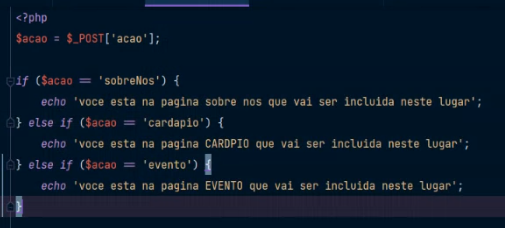 <?php
$acao = $_POST['acao'];
if ($acao == 'sobreNos') {
echo 'voce esta na pagina sobre nos que vai ser incluida neste lugar';
} else if ($acao == 'cardapio') {
echo 'voce esta na pagina CARDPIO que vai ser incluida neste lugar';
} else if ($acao == 'evento') {
echo 'voce esta na pagina EVENTO que vai ser incluida neste lugar';
}